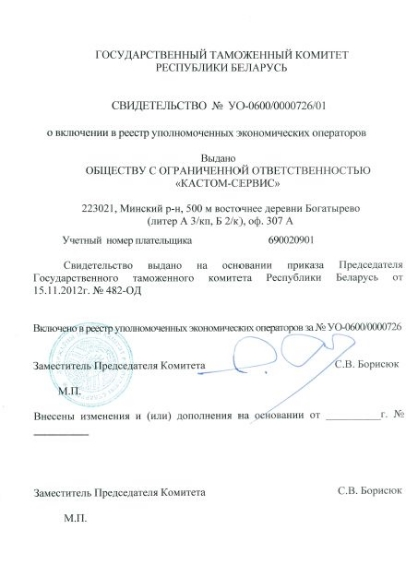 ГОСУДАРСТВЕННЫЙ ТАМОЖЕННЫЙ КОМИТЕТ
РЕСПУБЛИКИ БЕЛАРУСЬ
СВИДЕТЕЛЬСТВО № УО-0600/0000726/01
о включении в реестр уполномоченных экономических операторов
Выдано
ОБЩЕСТВУ С ОГРАНИЧЕННОЙ ОТВЕТСТВЕННОСТЬЮ
«КАСТОМ-СЕРВИС»
223021, Минский р-н, 500 м восточнее деревни Богатырево
(литер А 3/кп, Б 2/к), оф. 307 А
Учетный номер плательщика 690020901
Свидетельство выдано на основании приказа Председателя
Государственного таможенного комитета Республики Беларусь от
15.11.2012г. № 482-ОД
Включено в реестр уполномоченных экономических операторов за № УО-0600/0000726
Заместитель Председателя Комитета С.В. Борисюк
М.П.
Внесены изменения и (или) дополнения на основании от __________г. №
__________
Заместитель Председателя Комитета С.В. Борисюк
М.П.